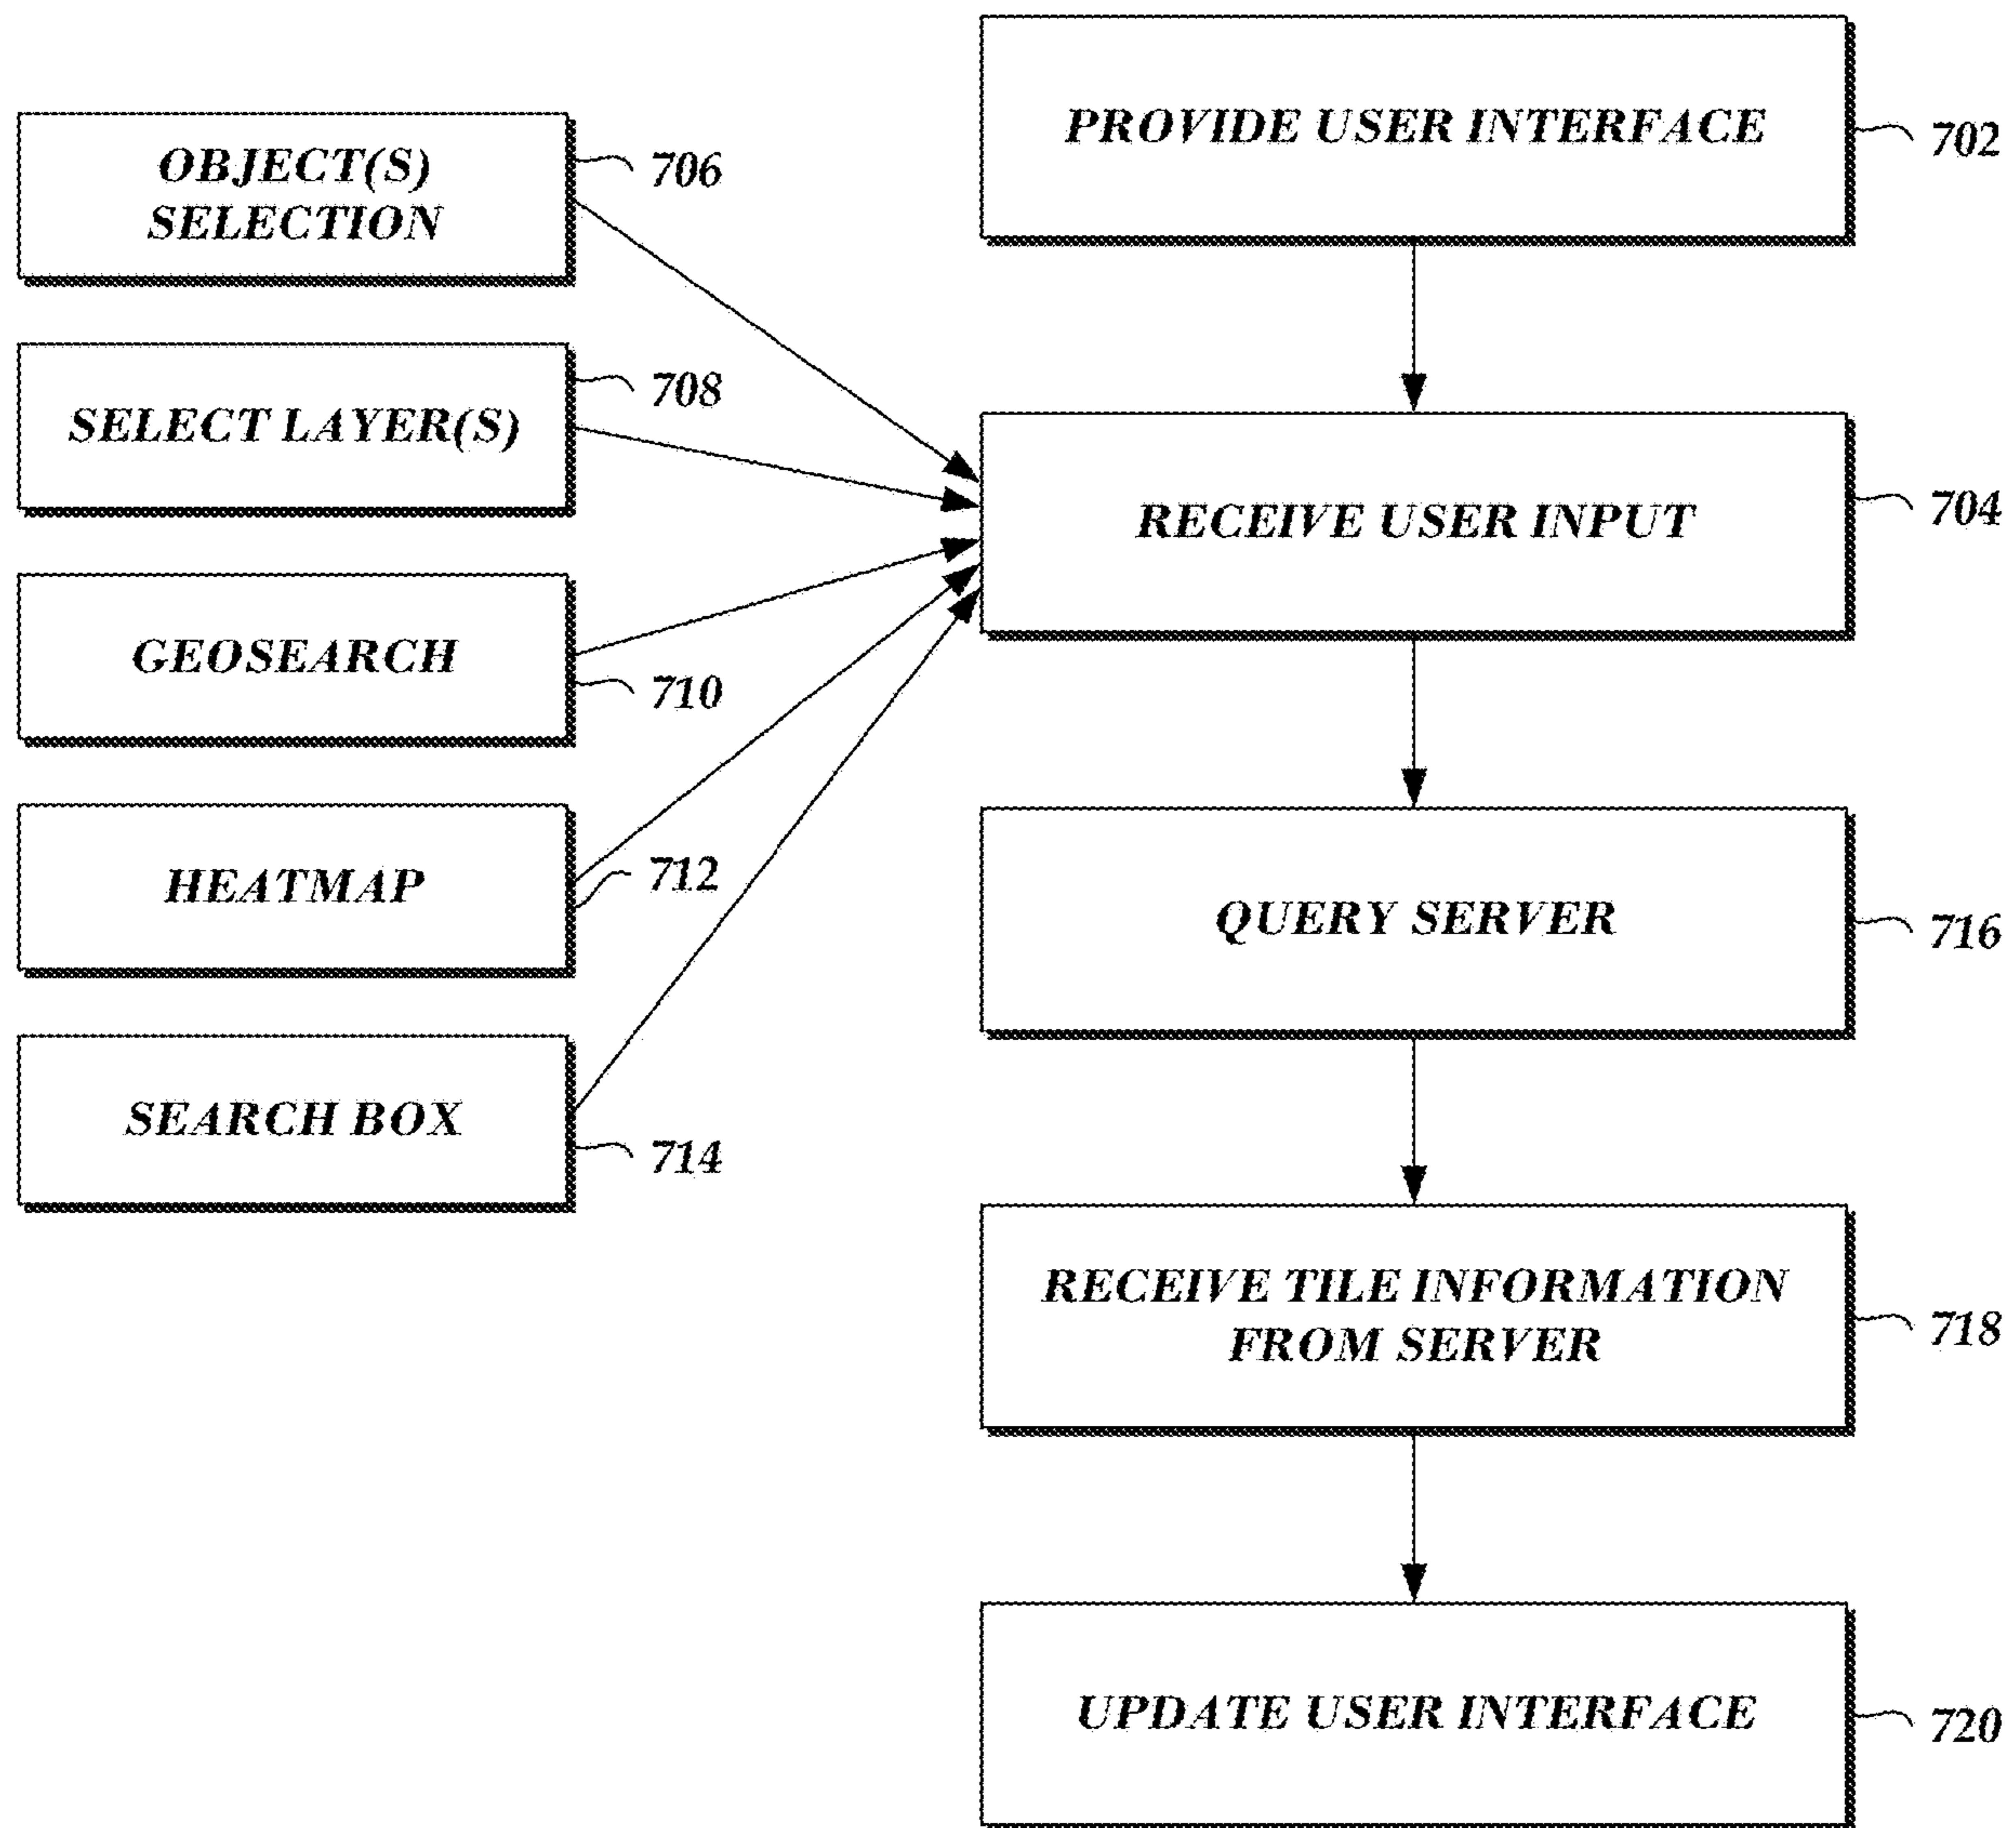 PROVIDE USER INTERFACE
702
OBJECT(S)
SELECTION
706
SELECT LAYER(S)
708
RECEIVE USER INPUT
704
GEOSEARCH
710
HEATMAP
712
QUERY SERVER
716
SEARCH BOX
714
RECEIVE TILE INFORMATION
FROM SERVER
718
UPDATE USER INTERFACE
720